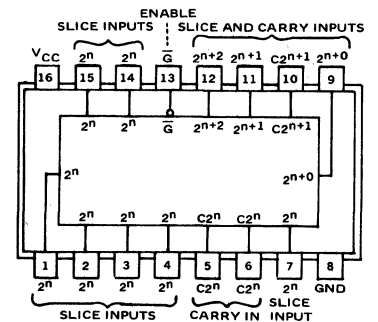 ENABLE
SLICE INPUTS SLICE AND CARRY INPUTS
VCC 2n 2n G̅ 2n+2 2n+1 C2n+1 2n+0
16 15 14 13 12 11 10 9
2n 2n G̅ 2n+2 2n+1 C2n+1
2n 2n+0
2n 2n 2n C2n C2n 2n
1 2 3 4 5 6 7 8
2n 2n 2n 2n C2n C2n 2n GND
SLICE INPUTS CARRY IN SLICE INPUT